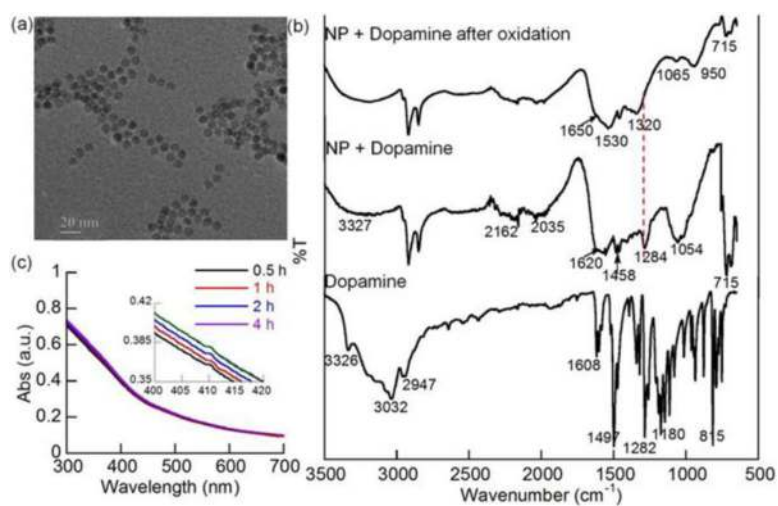 (a)
20 nm
(b)
NP + Dopamine after oxidation
715
1065
950
1650
1320
1530
NP + Dopamine
3327
2162
2035
1620
1284
1054
1458
715
%T
Dopamine
3326
2947
3032
1608
1497
1180
815
1282
3500 3000 2500 2000 1500 1000 500
Wavenumber (cm⁻¹)
(c)
1
0.8
0.6
0.4
0.2
0
Abs (a.u.)
0.5 h
1 h
2 h
4 h
0.42
0.385
0.35
400 405 410 415 420
300 400 500 600 700
Wavelength (nm)